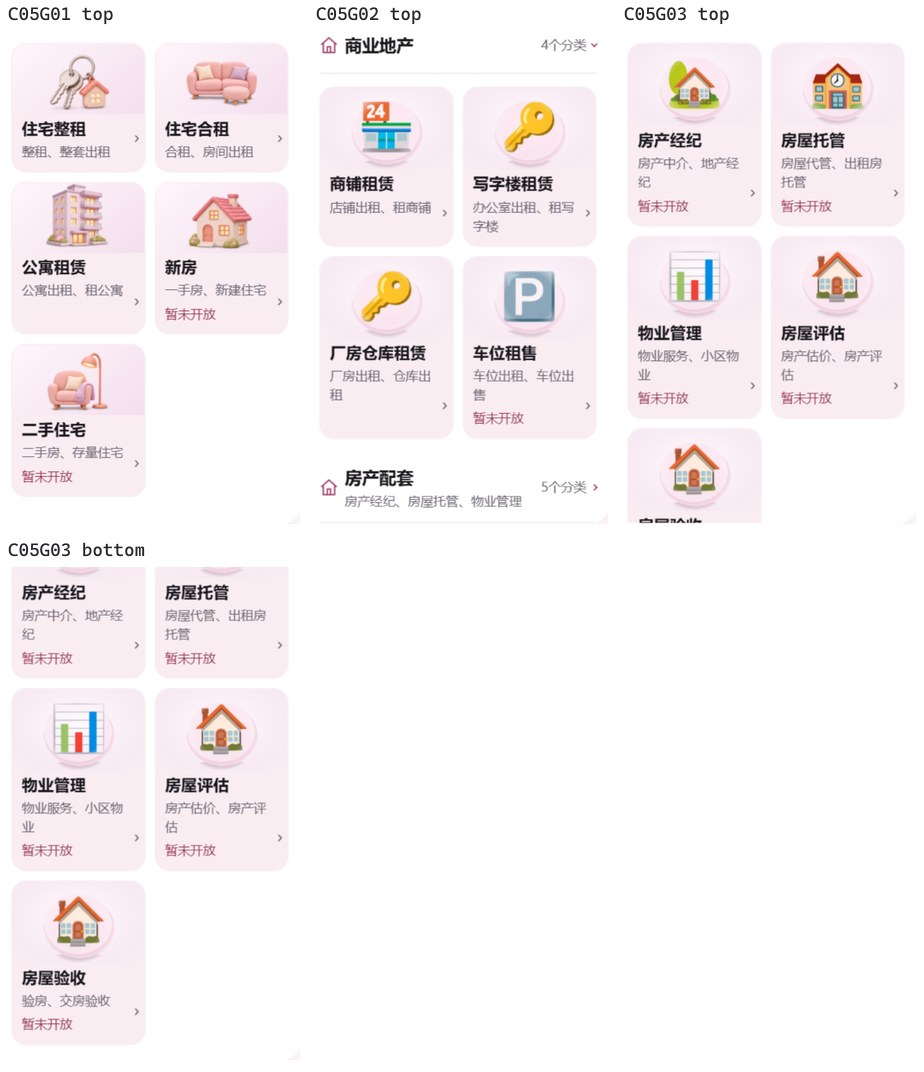 C05G01 top
住宅整租
整租、整套出租
住宅合租
合租、房间出租
公寓租赁
公寓出租、租公寓
新房
一手房、新建住宅
暂未开放
二手住宅
二手房、存量住宅
暂未开放
C05G02 top
商业地产
4个分类
24
商铺租赁
店铺出租、租商铺
写字楼租赁
办公室出租、租写
字楼
厂房仓库租赁
厂房出租、仓库出
租
P
车位租售
车位出租、车位出
售
暂未开放
房产配套
房产经纪、房屋托管、物业管理
5个分类
C05G03 top
房产经纪
房产中介、地产经
纪
暂未开放
房屋托管
房屋代管、出租房
托管
暂未开放
物业管理
物业服务、小区物
业
暂未开放
房屋评估
房产估价、房产评
估
暂未开放
房屋验收
C05G03 bottom
房产经纪
房产中介、地产经
纪
暂未开放
房屋托管
房屋代管、出租房
托管
暂未开放
物业管理
物业服务、小区物
业
暂未开放
房屋评估
房产估价、房产评
估
暂未开放
房屋验收
验房、交房验收
暂未开放